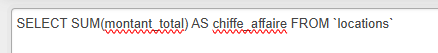 SELECT SUM(montant_total) AS chiffe_affaire FROM `locations`